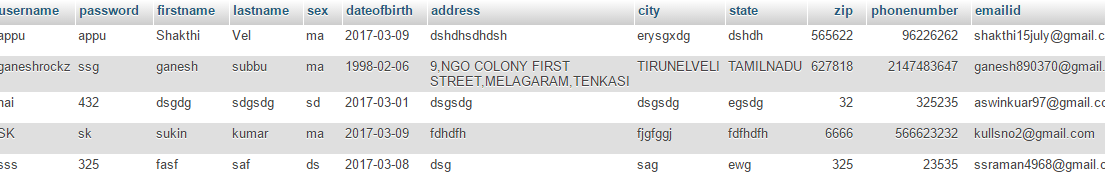 username password firstname lastname sex dateofbirth address city state zip phonenumber emailid
appu appu Shakthi Vel ma 2017-03-09 dshdhsdhdsh erysgxdg dshdh 565622 96226262 shakthi15july@gmail.c
ganeshrockz ssg ganesh subbu ma 1998-02-06 9,NGO COLONY FIRST TIRUNELVELI TAMILNADU 627818 2147483647 ganesh890370@gmail.
STREET,MELAGARAM,TENKASI
nai 432 dsgdg sdgsdg sd 2017-03-01 dsgsdg dsgsdg egsdg 32 325235 aswinkuar97@gmail.co
SK sk sukin kumar ma 2017-03-09 fdhdfh fjgfggj fdfhdfh 6666 566623232 kullsno2@gmail.com
sss 325 fasf saf ds 2017-03-08 dsg sag ewg 325 23535 ssraman4968@gmail.c